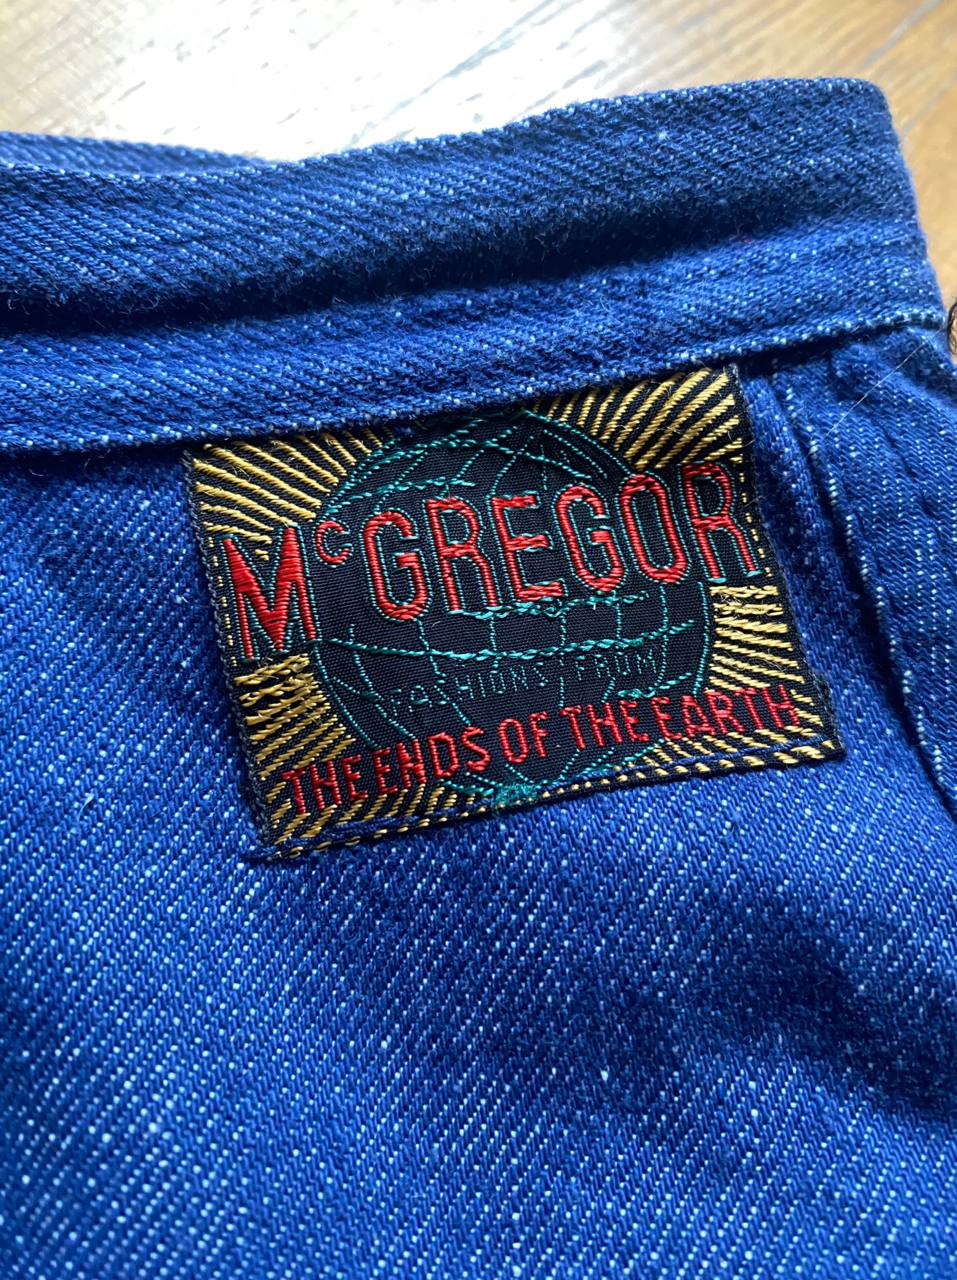 McGREGOR
FASHIONS FROM
THE ENDS OF THE EARTH